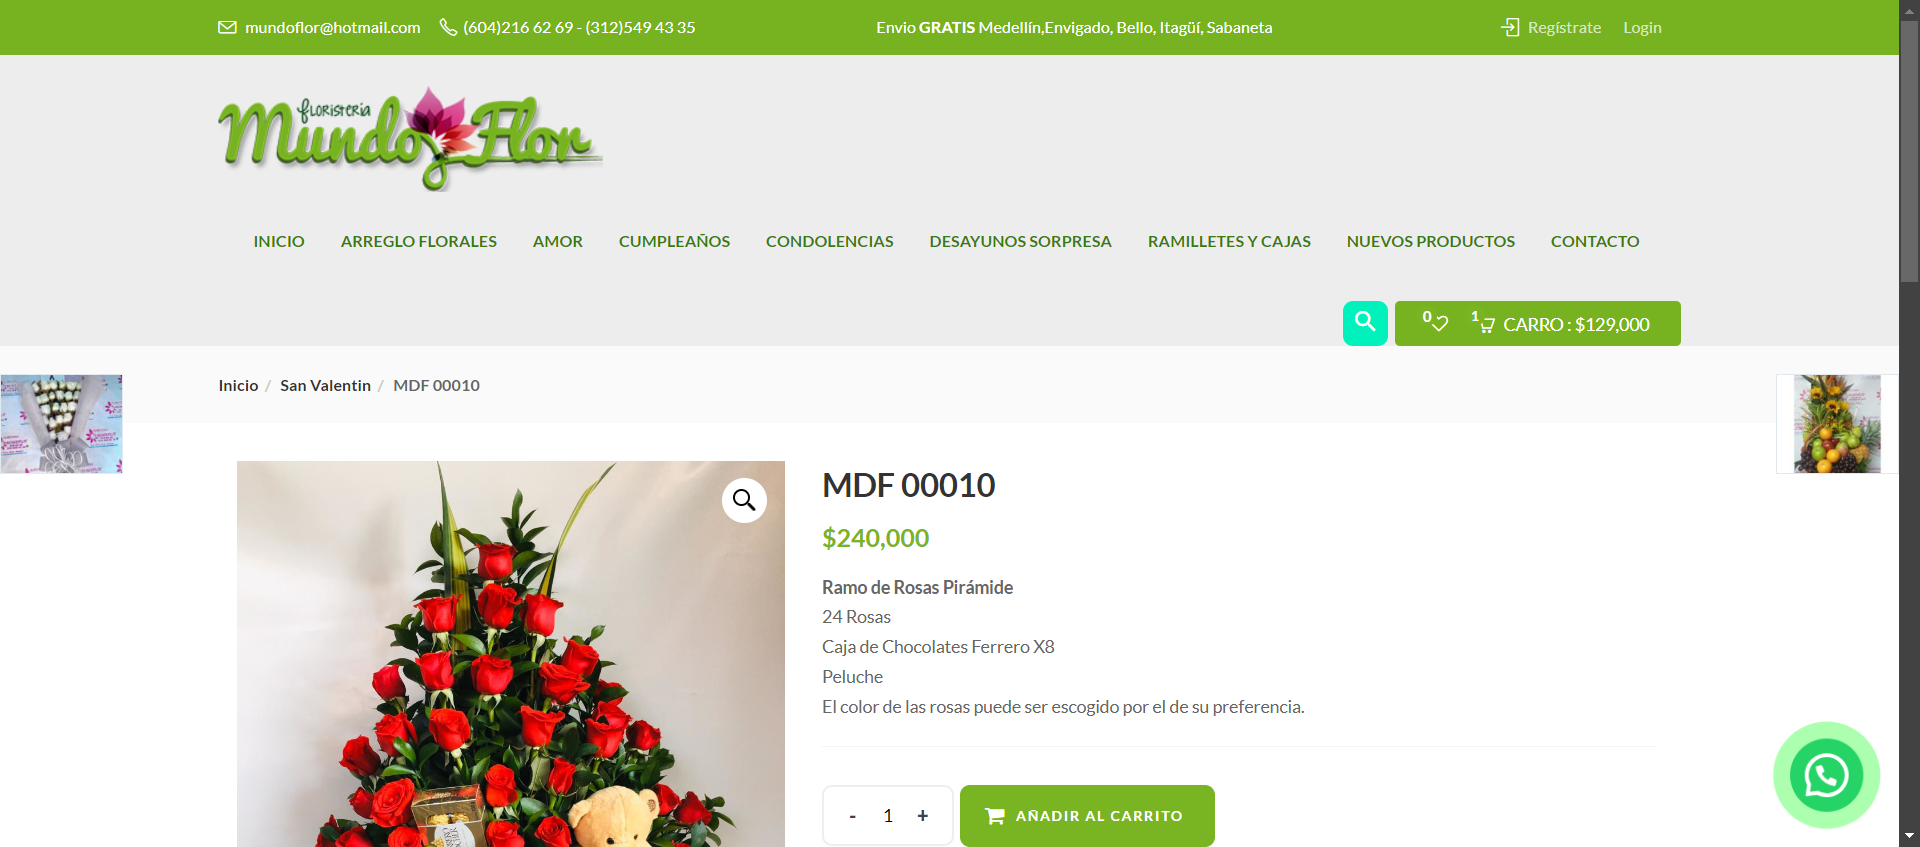 mundoflor@hotmail.com
(604)216 62 69 - (312)549 43 35
Envio GRATIS Medellín,Envigado, Bello, Itagüí, Sabaneta
Regístrate
Login
floristeria
Mundo Flor
INICIO
ARREGLO FLORALES
AMOR
CUMPLEAÑOS
CONDOLENCIAS
DESAYUNOS SORPRESA
RAMILLETES Y CAJAS
NUEVOS PRODUCTOS
CONTACTO
0
1
CARRO : $129,000
Inicio / San Valentin / MDF 00010
MDF 00010
$240,000
Ramo de Rosas Pirámide
24 Rosas
Caja de Chocolates Ferrero X8
Peluche
El color de las rosas puede ser escogido por el de su preferencia.
- 1 +
AÑADIR AL CARRITO